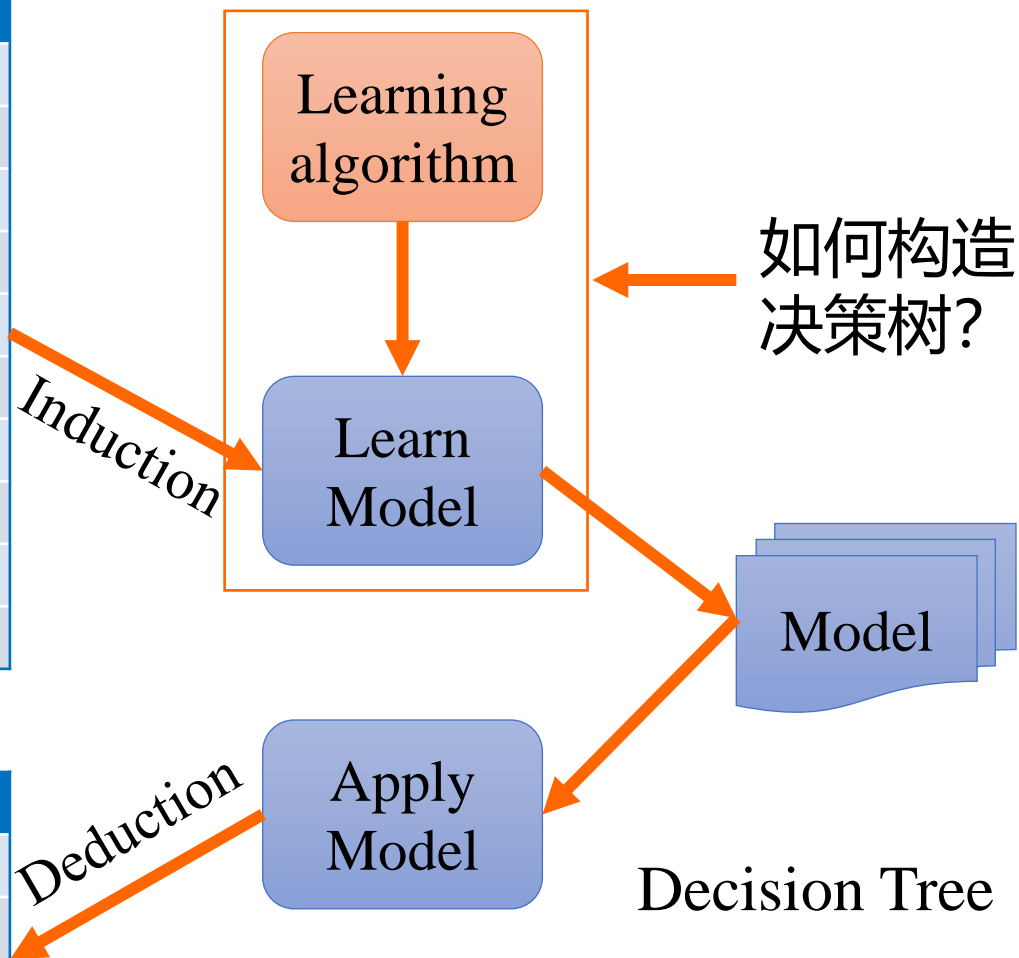 Learning
algorithm
如何构造
决策树?
Induction
Learn
Model
Model
Apply
Model
Deduction
Decision Tree